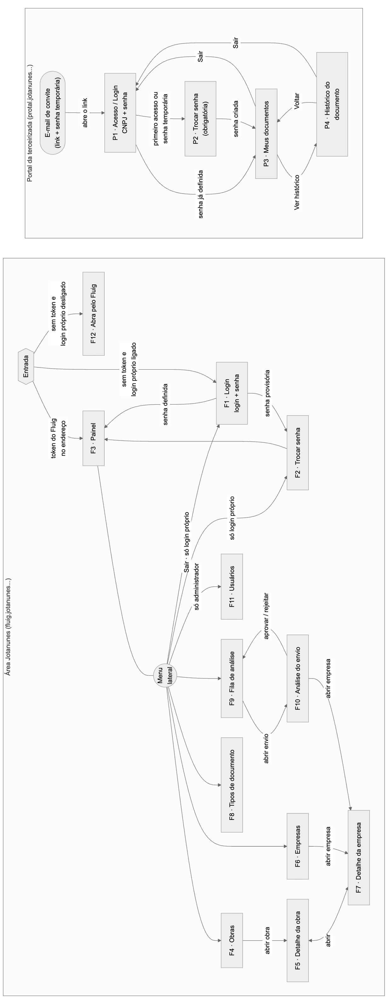 Área Jotanunes (fluig.jotanunes...)
Entrada
token do Fluig
no endereço
sem token e
login próprio desligado
F3 · Painel
F12 · Abra pelo Fluig
sem token e
login próprio ligado
senha definida
Menu
lateral
Sair · só login próprio
só administrador
só login próprio
F1 · Login
login + senha
F4 · Obras
F8 · Tipos de documento
F9 · Fila de análise
F11 · Usuários
abrir obra
abrir envio
aprovar / rejeitar
senha provisória
F5 · Detalhe da obra
F6 · Empresas
F10 · Análise do envio
F2 · Trocar senha
abrir
abrir empresa
abrir empresa
F7 · Detalhe da empresa
Portal da terceirizada (protal.jotanunes...)
E-mail de convite
(link + senha temporária)
abre o link
P1 · Acesso / Login
CNPJ + senha
primeiro acesso ou
senha temporária
senha já definida
P2 · Trocar senha
(obrigatória)
Sair
senha criada
Sair
P3 · Meus documentos
Ver histórico
Voltar
P4 · Histórico do
documento